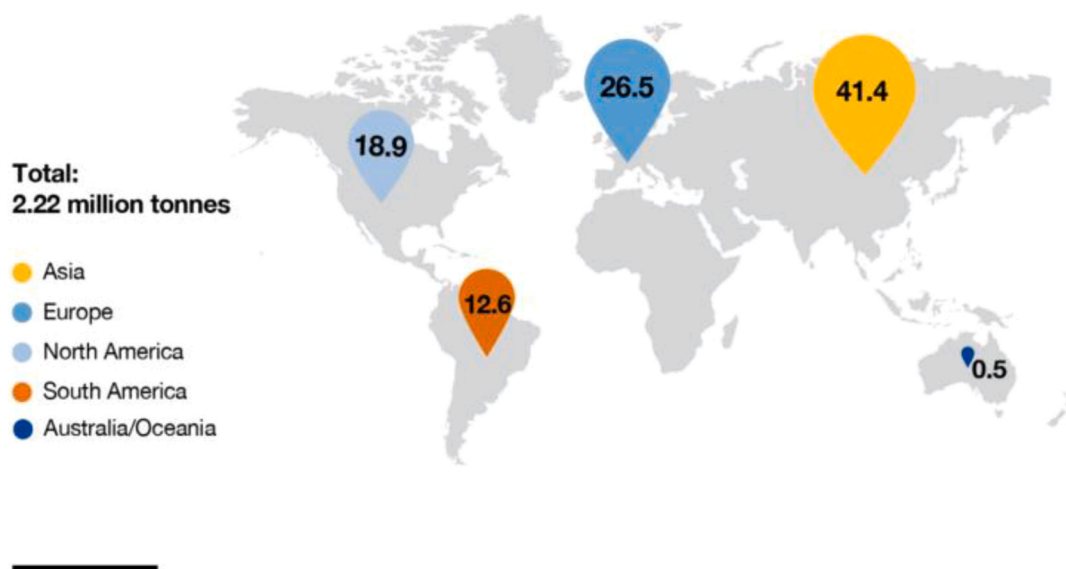 26.5
41.4
18.9
Total:
2.22 million tonnes
Asia
12.6
Europe
North America
0.5
South America
Australia/Oceania